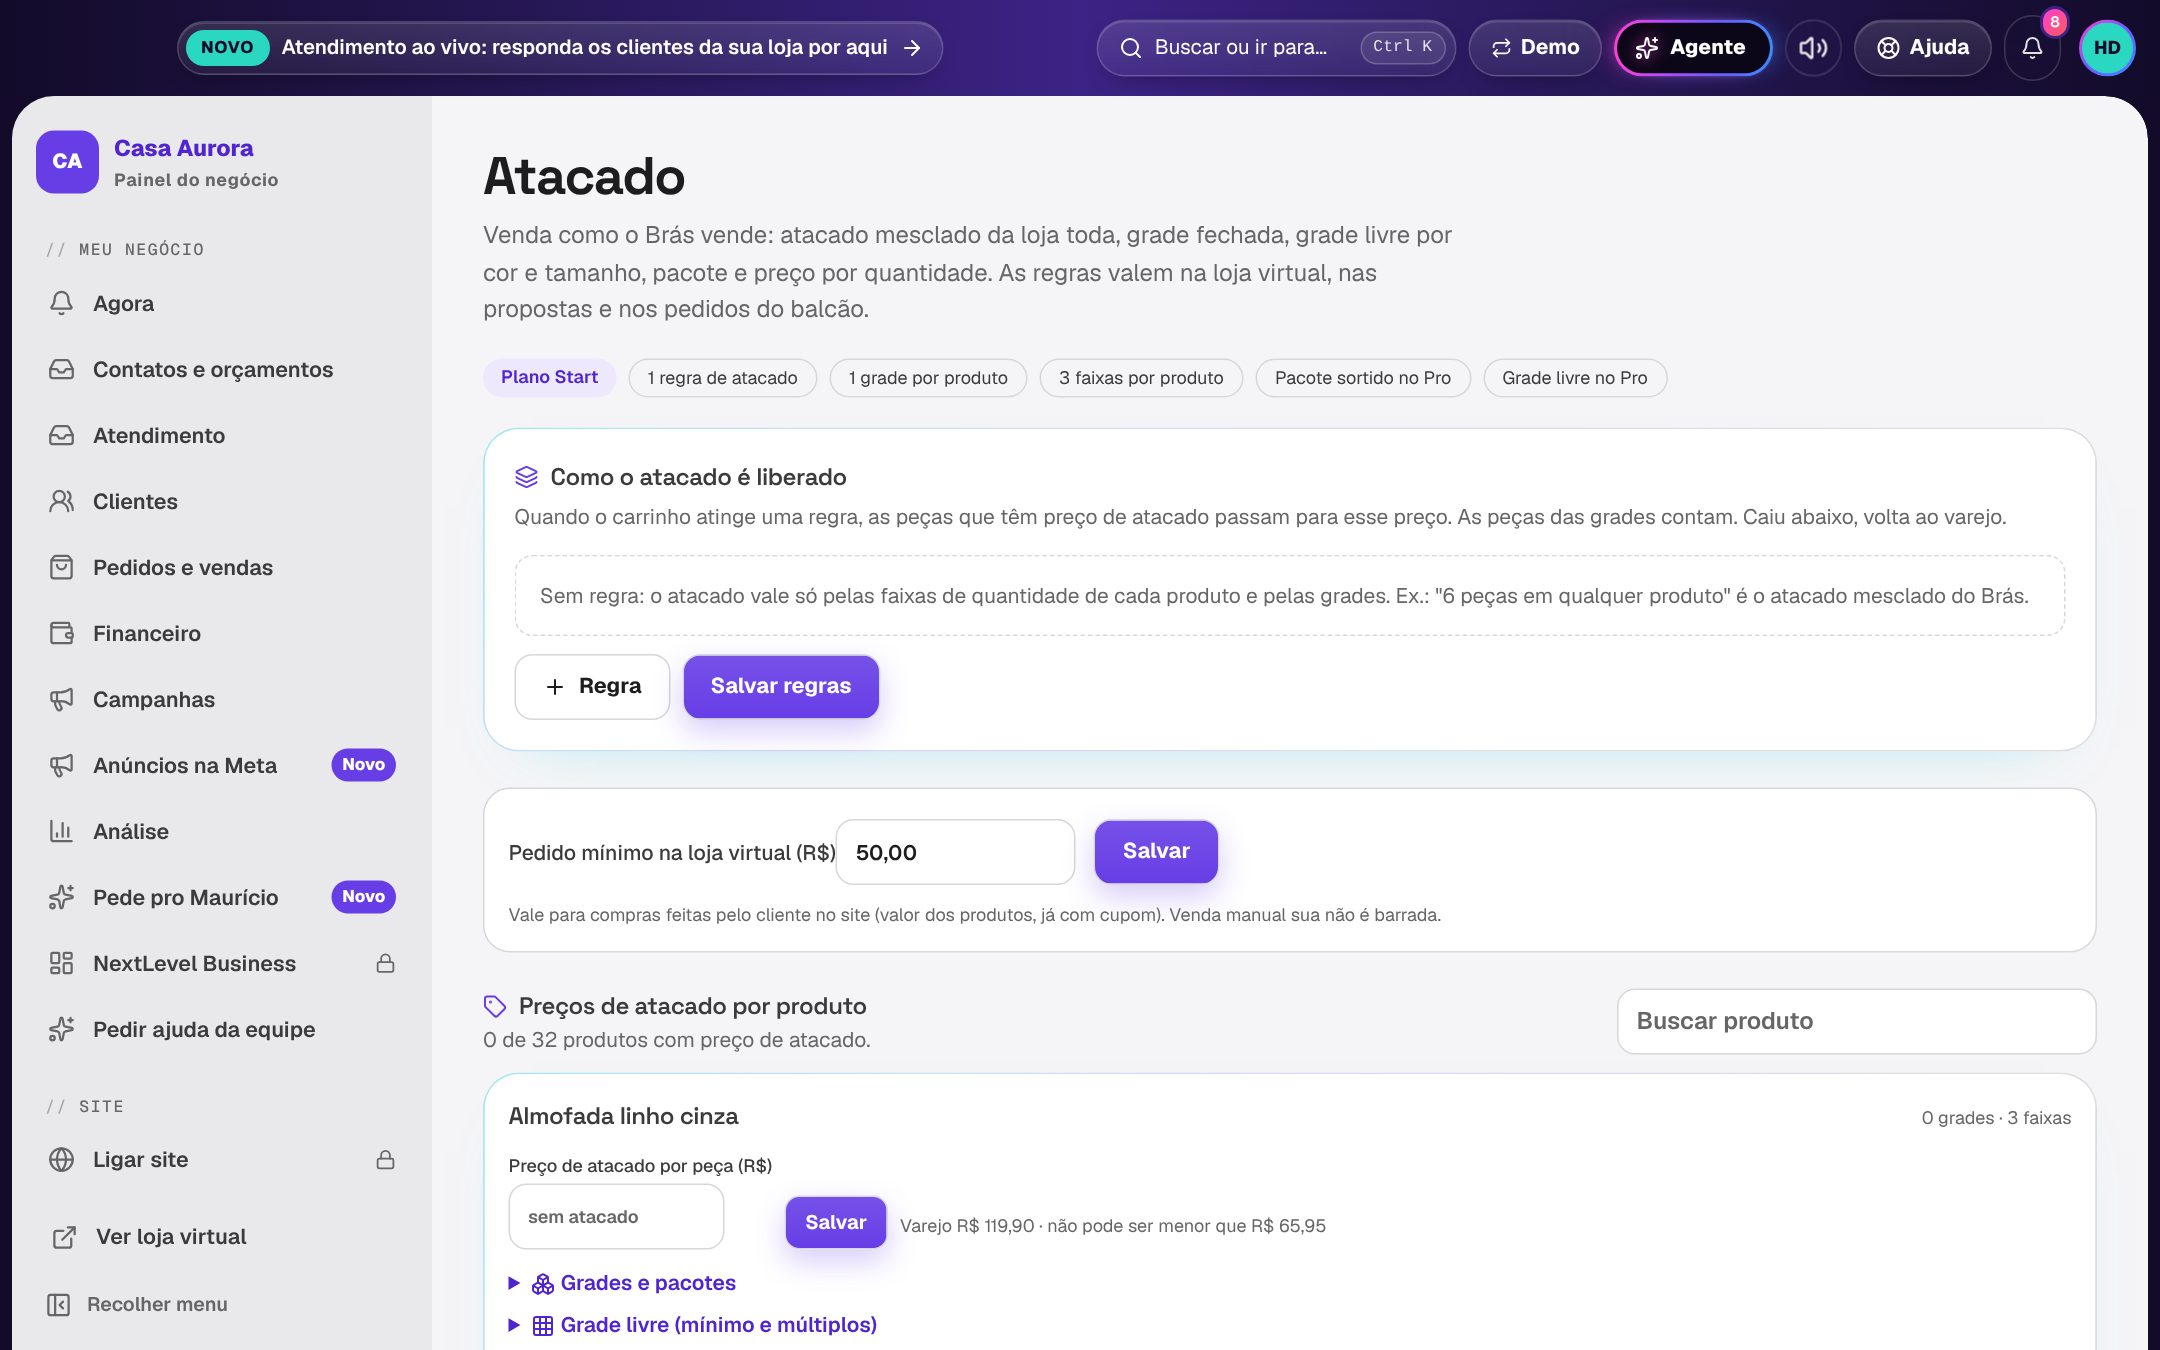 NOVO Atendimento ao vivo: responda os clientes da sua loja por aqui →
Buscar ou ir para... Ctrl K
Demo
Agente
Ajuda
8
HD
CA
Casa Aurora
Painel do negócio
// MEU NEGÓCIO
Agora
Contatos e orçamentos
Atendimento
Clientes
Pedidos e vendas
Financeiro
Campanhas
Anúncios na Meta Novo
Análise
Pede pro Maurício Novo
NextLevel Business
Pedir ajuda da equipe
// SITE
Ligar site
Ver loja virtual
Recolher menu
Atacado
Venda como o Brás vende: atacado mesclado da loja toda, grade fechada, grade livre por
cor e tamanho, pacote e preço por quantidade. As regras valem na loja virtual, nas
propostas e nos pedidos do balcão.
Plano Start 1 regra de atacado 1 grade por produto 3 faixas por produto Pacote sortido no Pro Grade livre no Pro
Como o atacado é liberado
Quando o carrinho atinge uma regra, as peças que têm preço de atacado passam para esse preço. As peças das grades contam. Caiu abaixo, volta ao varejo.
Sem regra: o atacado vale só pelas faixas de quantidade de cada produto e pelas grades. Ex.: "6 peças em qualquer produto" é o atacado mesclado do Brás.
+ Regra Salvar regras
Pedido mínimo na loja virtual (R$) 50,00 Salvar
Vale para compras feitas pelo cliente no site (valor dos produtos, já com cupom). Venda manual sua não é barrada.
Preços de atacado por produto
0 de 32 produtos com preço de atacado.
Buscar produto
Almofada linho cinza
0 grades · 3 faixas
Preço de atacado por peça (R$)
sem atacado Salvar Varejo R$ 119,90 · não pode ser menor que R$ 65,95
Grades e pacotes
Grade livre (mínimo e múltiplos)